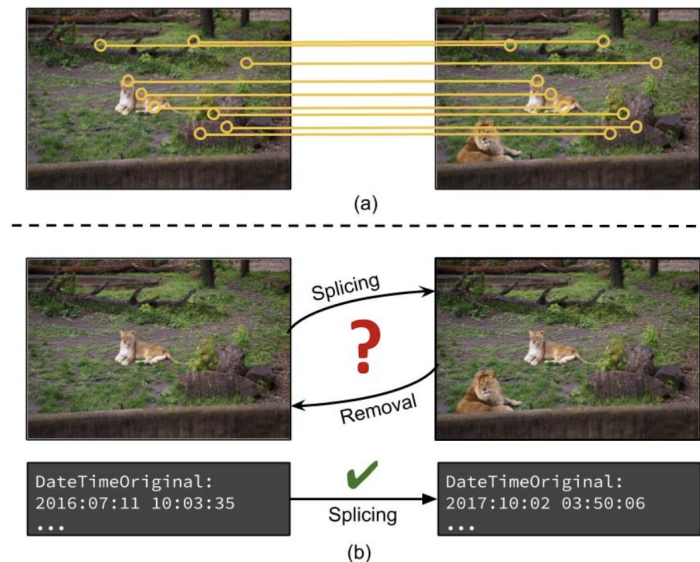 (a)
Splicing
?
Removal
DateTimeOriginal:
2016:07:11 10:03:35
...
Splicing
DateTimeOriginal:
2017:10:02 03:50:06
...
(b)